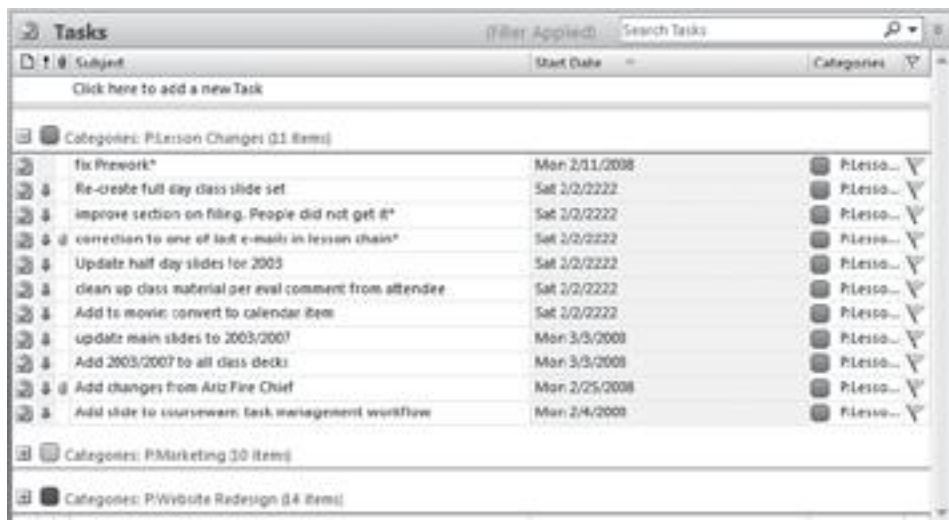 Tasks (Filter Applied) Search Tasks
Subject Start Date Categories
Click here to add a new Task
Categories: P:Lesson Changes (11 items)
fix Prework* Mon 2/11/2008 P:Lesso...
Re-create full day class slide set Sat 2/2/2222 P:Lesso...
improve section on filing. People did not get it* Sat 2/2/2222 P:Lesso...
correction to one of last e-mails in lesson chain* Sat 2/2/2222 P:Lesso...
Update half day slides for 2003 Sat 2/2/2222 P:Lesso...
clean up class material per eval comment from attendee Sat 2/2/2222 P:Lesso...
Add to movie: convert to calendar item Sat 2/2/2222 P:Lesso...
update main slides to 2003/2007 Mon 3/3/2008 P:Lesso...
Add 2003/2007 to all class decks Mon 3/3/2008 P:Lesso...
Add changes from Ariz Fire Chief Mon 2/25/2008 P:Lesso...
Add slide to courseware: task management workflow Mon 2/4/2008 P:Lesso...
Categories: P:Marketing (10 items)
Categories: P:Website Redesign (14 items)